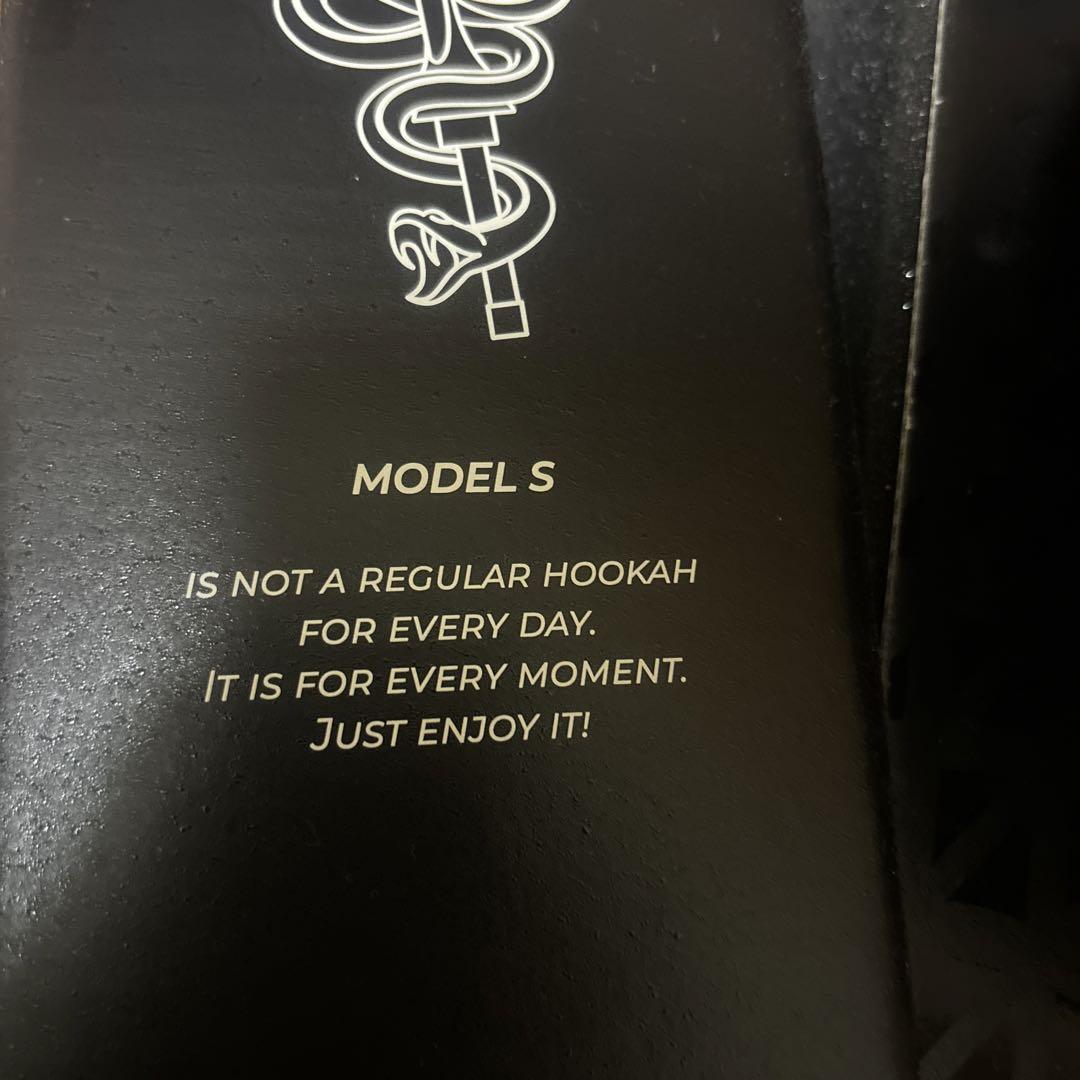 MODEL S
IS NOT A REGULAR HOOKAH
FOR EVERY DAY.
IT IS FOR EVERY MOMENT.
JUST ENJOY IT!